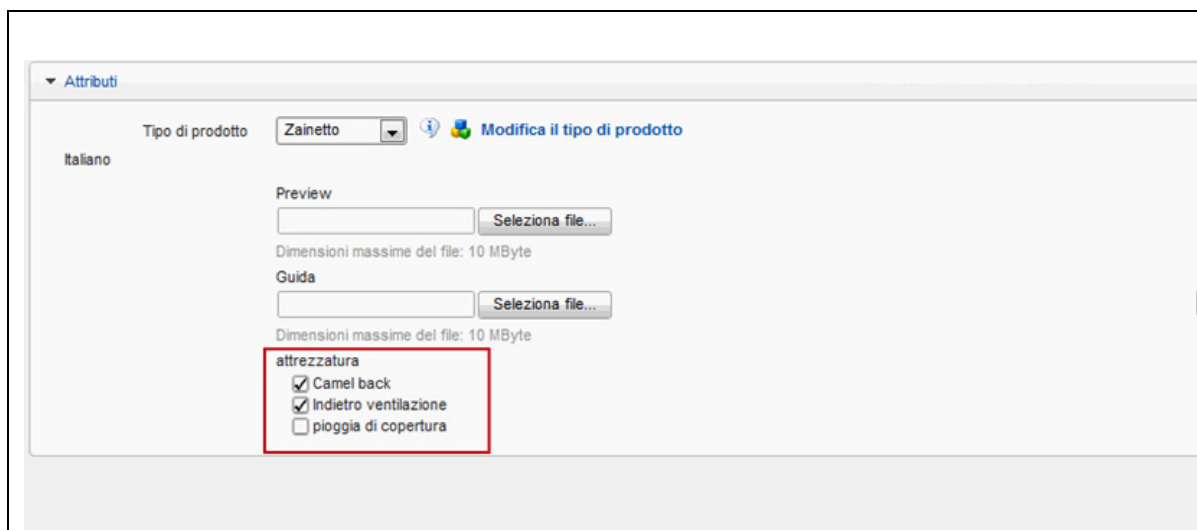 Attributi
Tipo di prodotto Zainetto Modifica il tipo di prodotto
Italiano
Preview
Seleziona file...
Dimensioni massime del file: 10 MByte
Guida
Seleziona file...
Dimensioni massime del file: 10 MByte
attrezzatura
Camel back
Indietro ventilazione
pioggia di copertura